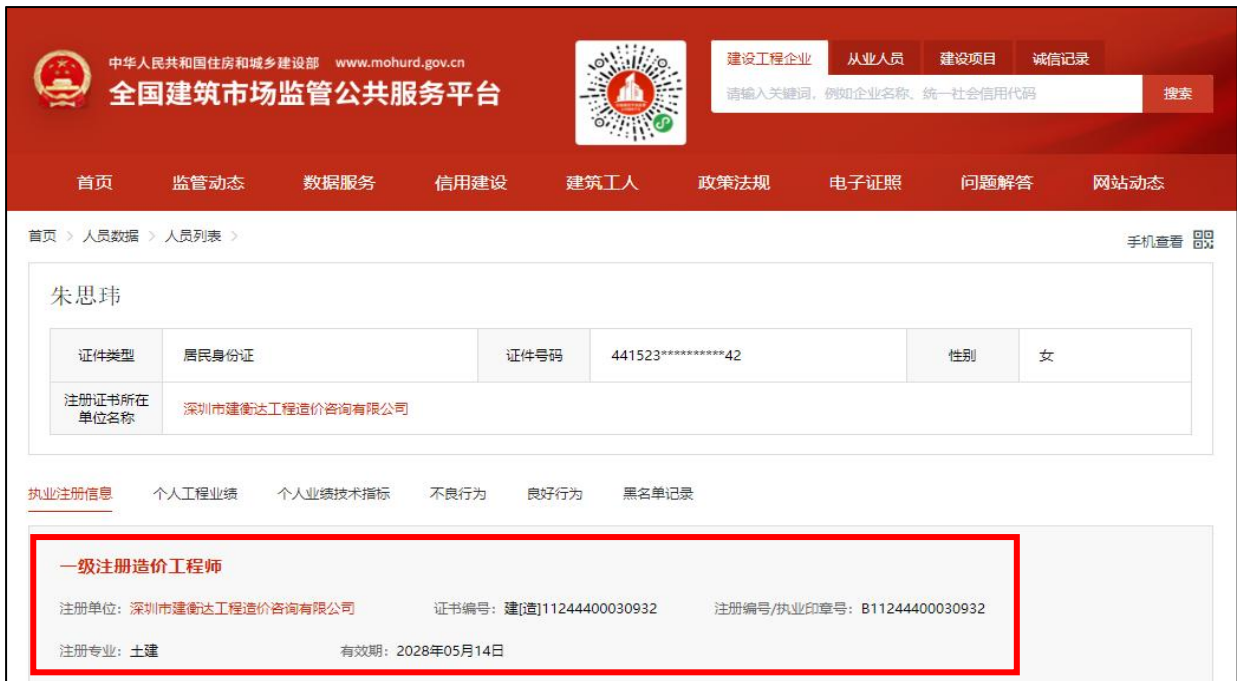 中华人民共和国住房和城乡建设部 www.mohurd.gov.cn
全国建筑市场监管公共服务平台
建设工程企业 从业人员 建设项目 诚信记录
请输入关键词，例如企业名称、统一社会信用代码 搜索
首页 监管动态 数据服务 信用建设 建筑工人 政策法规 电子证照 问题解答 网站动态
首页 > 人员数据 > 人员列表 >
手机查看
朱思玮
证件类型 居民身份证 证件号码 441523**********42 性别 女
注册证书所在
单位名称
深圳市建衡达工程造价咨询有限公司
执业注册信息 个人工程业绩 个人业绩技术指标 不良行为 良好行为 黑名单记录
一级注册造价工程师
注册单位：深圳市建衡达工程造价咨询有限公司 证书编号：建[造]11244400030932 注册编号/执业印章号：B11244400030932
注册专业：土建 有效期：2028年05月14日